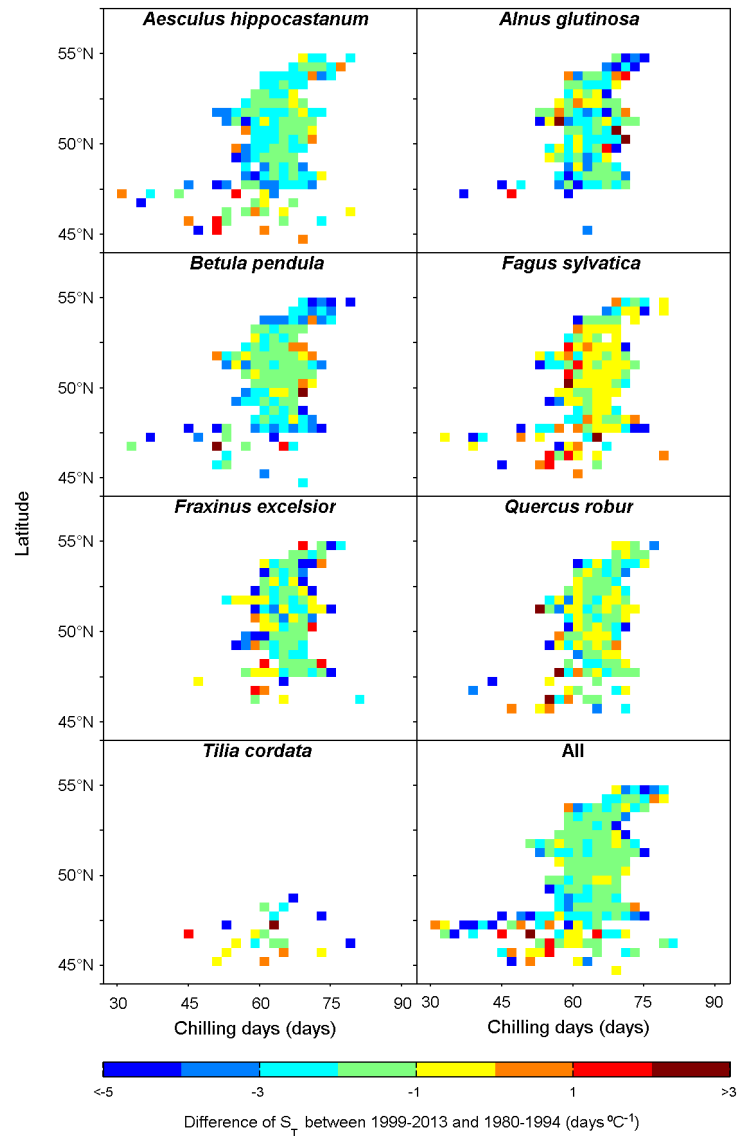 Aesculus hippocastanum
Alnus glutinosa
55°N
50°N
45°N
Betula pendula
Fagus sylvatica
55°N
50°N
45°N
Latitude
Fraxinus excelsior
Quercus robur
55°N
50°N
45°N
Tilia cordata
All
55°N
50°N
45°N
30 45 60 75 90
30 45 60 75 90
Chilling days (days)
Chilling days (days)
<-5 -3 -1 1 >3
Difference of S_T between 1999-2013 and 1980-1994 (days ºC⁻¹)